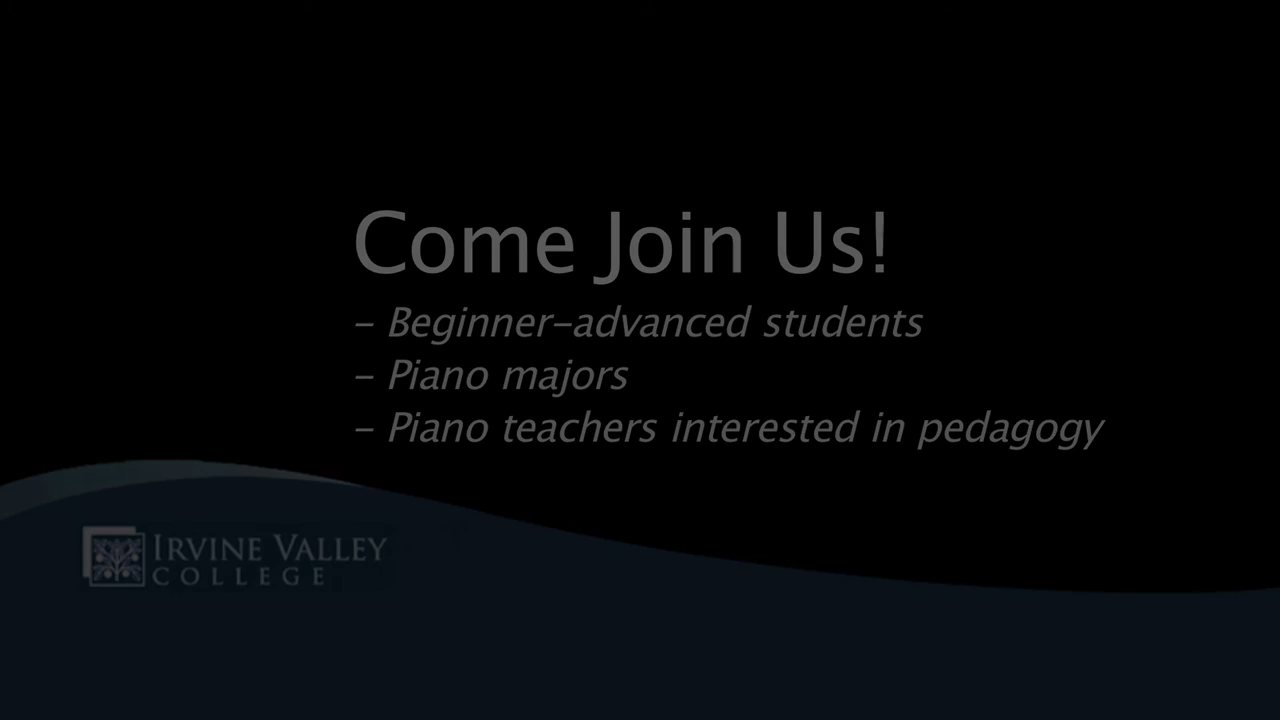 Come Join Us!
– Beginner–advanced students
– Piano majors
– Piano teachers interested in pedagogy
IRVINE VALLEY
COLLEGE